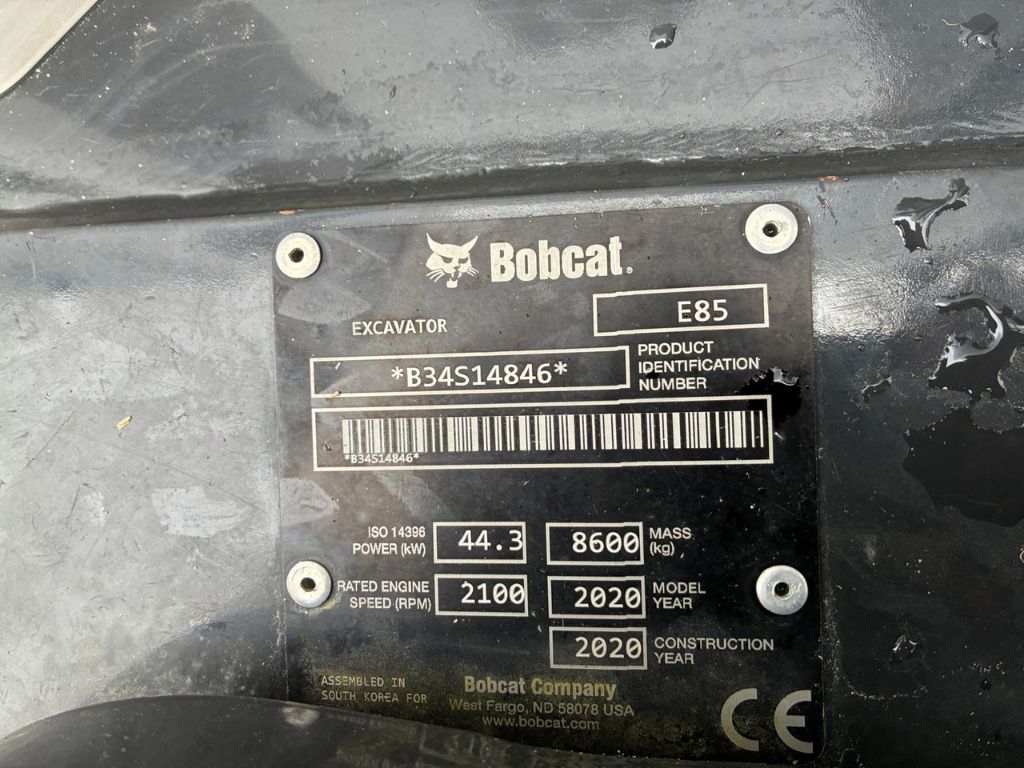 Bobcat®
EXCAVATOR
E85
*B34S14846*
PRODUCT
IDENTIFICATION
NUMBER
*B34S14846*
ISO 14396
POWER (kW)
44.3
8600
MASS
(kg)
RATED ENGINE
SPEED (RPM)
2100
2020
MODEL
YEAR
2020
CONSTRUCTION
YEAR
ASSEMBLED IN
SOUTH KOREA FOR
Bobcat Company
West Fargo, ND 58078 USA
www.bobcat.com
CE